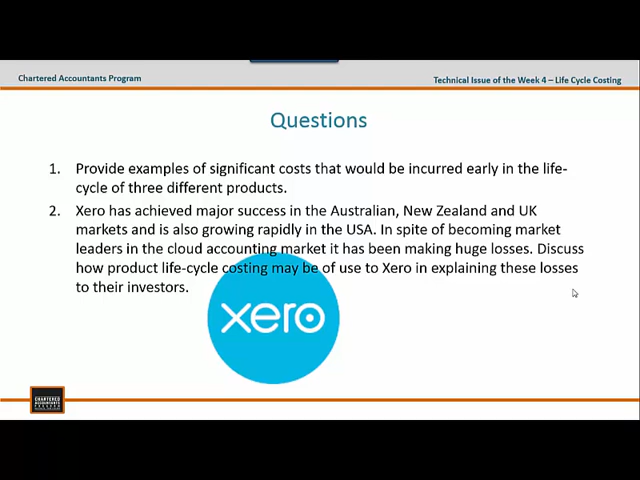 Chartered Accountants Program
Technical Issue of the Week 4 – Life Cycle Costing
Questions
1. Provide examples of significant costs that would be incurred early in the life-
cycle of three different products.
2. Xero has achieved major success in the Australian, New Zealand and UK
markets and is also growing rapidly in the USA. In spite of becoming market
leaders in the cloud accounting market it has been making huge losses. Discuss
how product life-cycle costing may be of use to Xero in explaining these losses
to their investors.
xero
CHARTERED
ACCOUNTANTS
PROGRAM